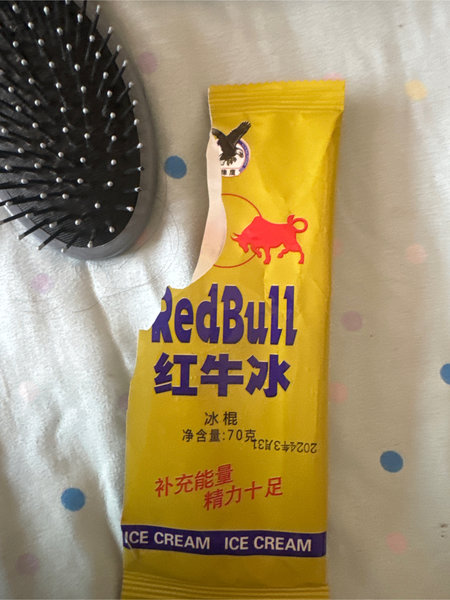 RedBull
红牛冰
冰棍
净含量:70克
2024年3月31
补充能量
精力十足
ICE CREAM ICE CREAM